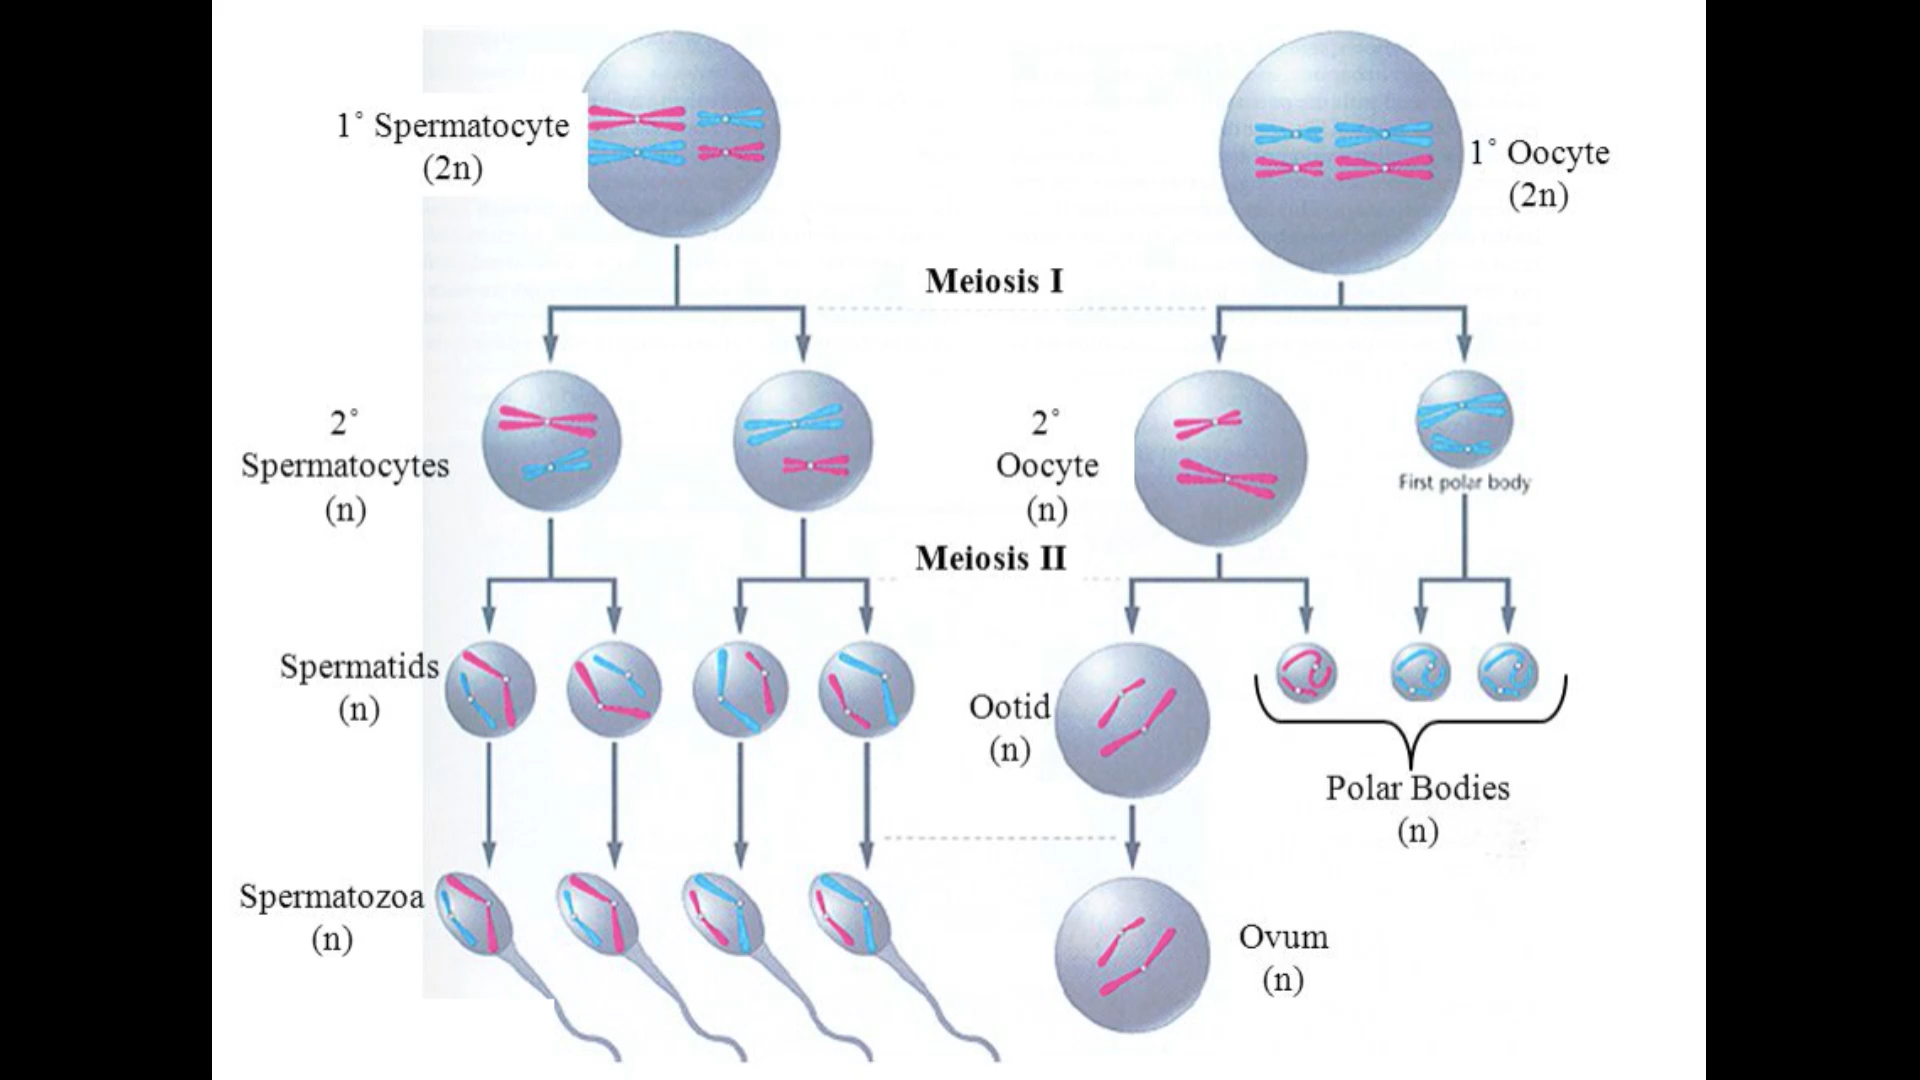 1˚ Spermatocyte
(2n)
1˚ Oocyte
(2n)
Meiosis I
2˚
Spermatocytes
(n)
2˚
Oocyte
(n)
First polar body
Meiosis II
Spermatids
(n)
Ootid
(n)
Polar Bodies
(n)
Spermatozoa
(n)
Ovum
(n)